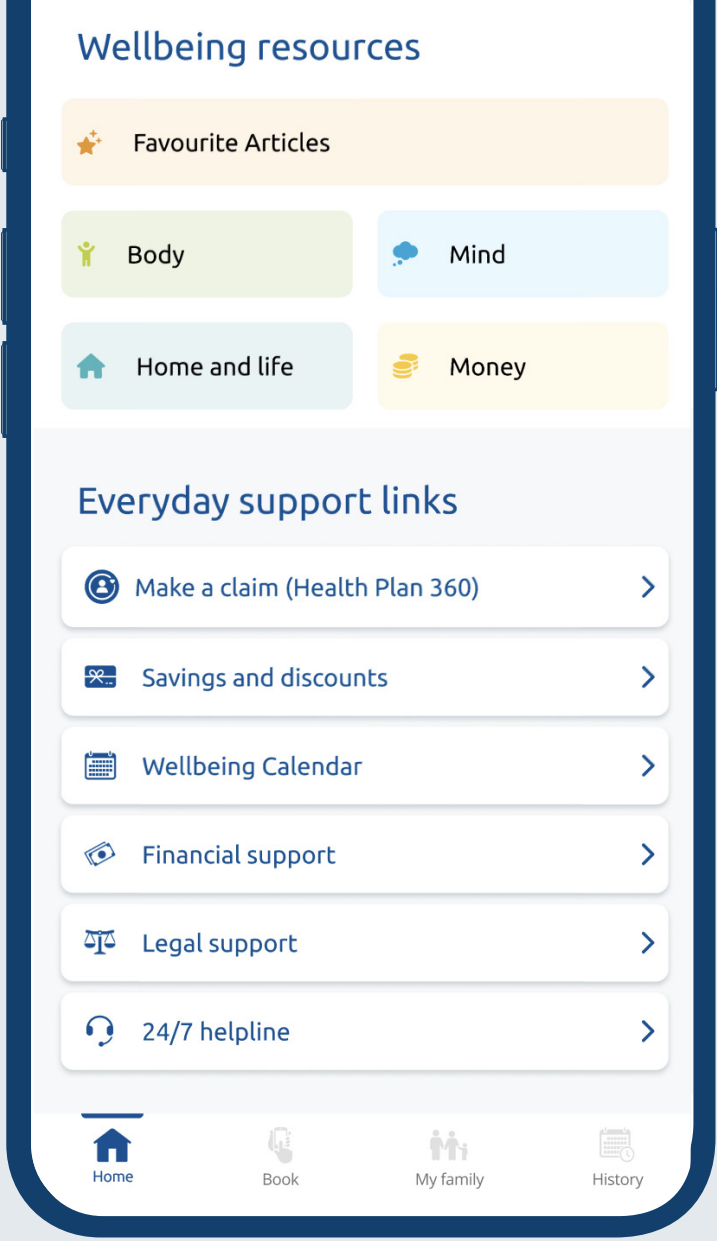 Wellbeing resources
Favourite Articles
Body
Mind
Home and life
Money
Everyday support links
Make a claim (Health Plan 360)
Savings and discounts
Wellbeing Calendar
Financial support
Legal support
24/7 helpline
Home
Book
My family
History